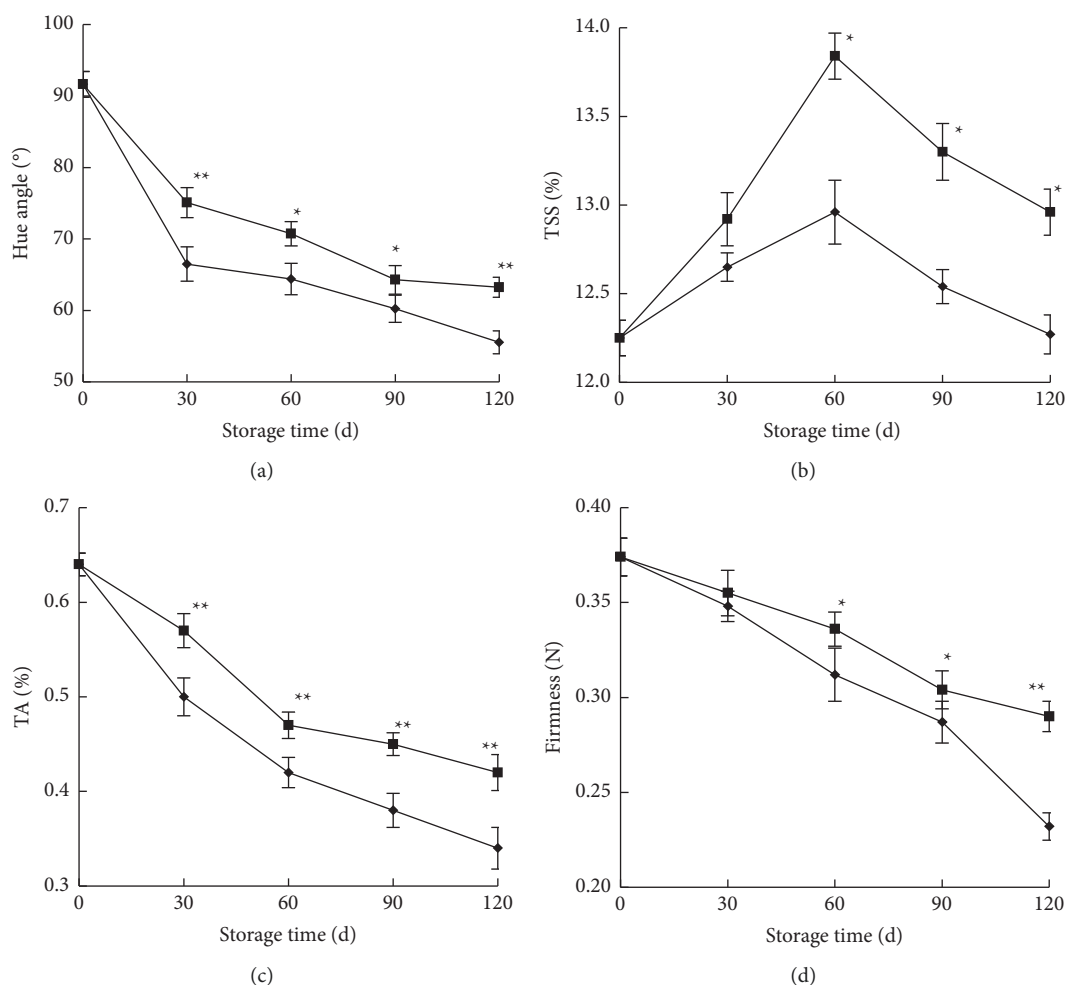 100
90
80
70
60
50
Hue angle (°)
**
*
*
**
0 30 60 90 120
Storage time (d)
(a)
14.0
13.5
13.0
12.5
12.0
TSS (%)
*
*
*
0 30 60 90 120
Storage time (d)
(b)
0.7
0.6
0.5
0.4
0.3
TA (%)
**
**
**
**
0 30 60 90 120
Storage time (d)
(c)
0.40
0.35
0.30
0.25
0.20
Firmness (N)
*
*
**
0 30 60 90 120
Storage time (d)
(d)